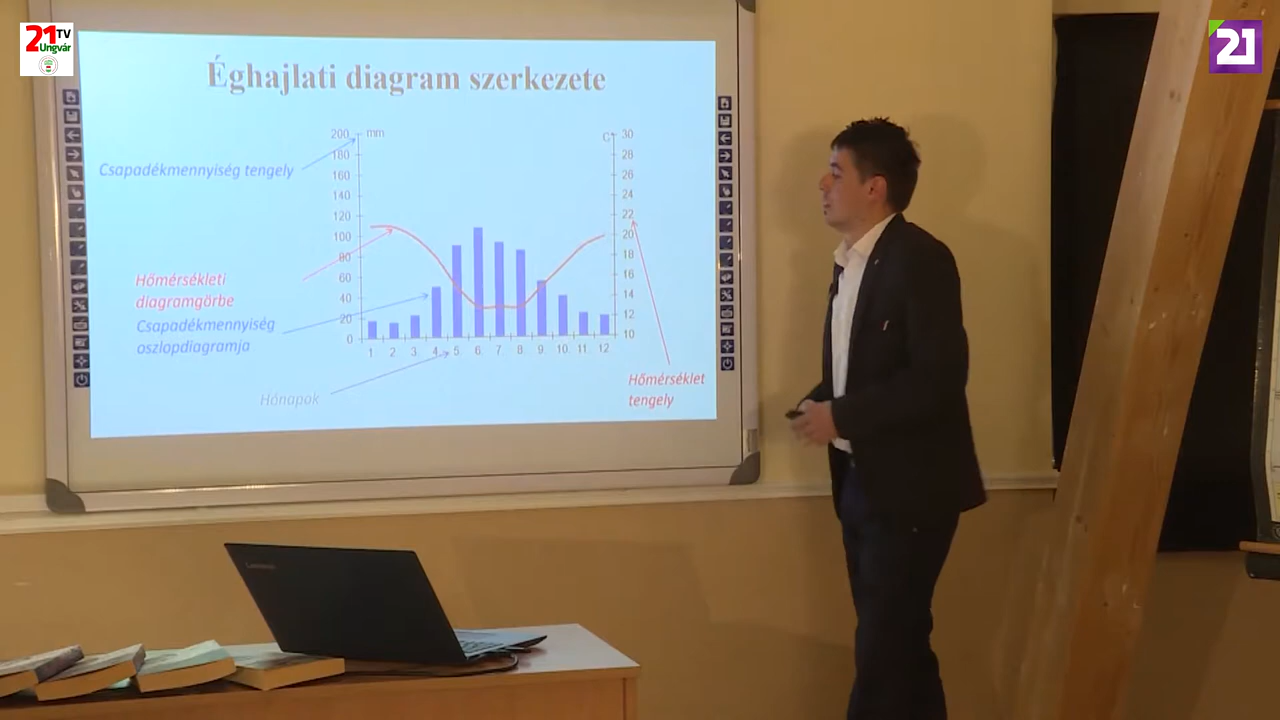 21 TV
Ungvár
21
Éghajlati diagram szerkezete
200 mm
180
160
140
120
100
80
60
40
20
0
C
30
28
26
24
22
20
18
16
14
12
10
1 2 3 4 5 6 7 8 9 10 11 12
Csapadékmennyiség tengely
Hőmérsékleti
diagramgörbe
Csapadékmennyiség
oszlopdiagramja
Hónapok
Hőmérséklet
tengely